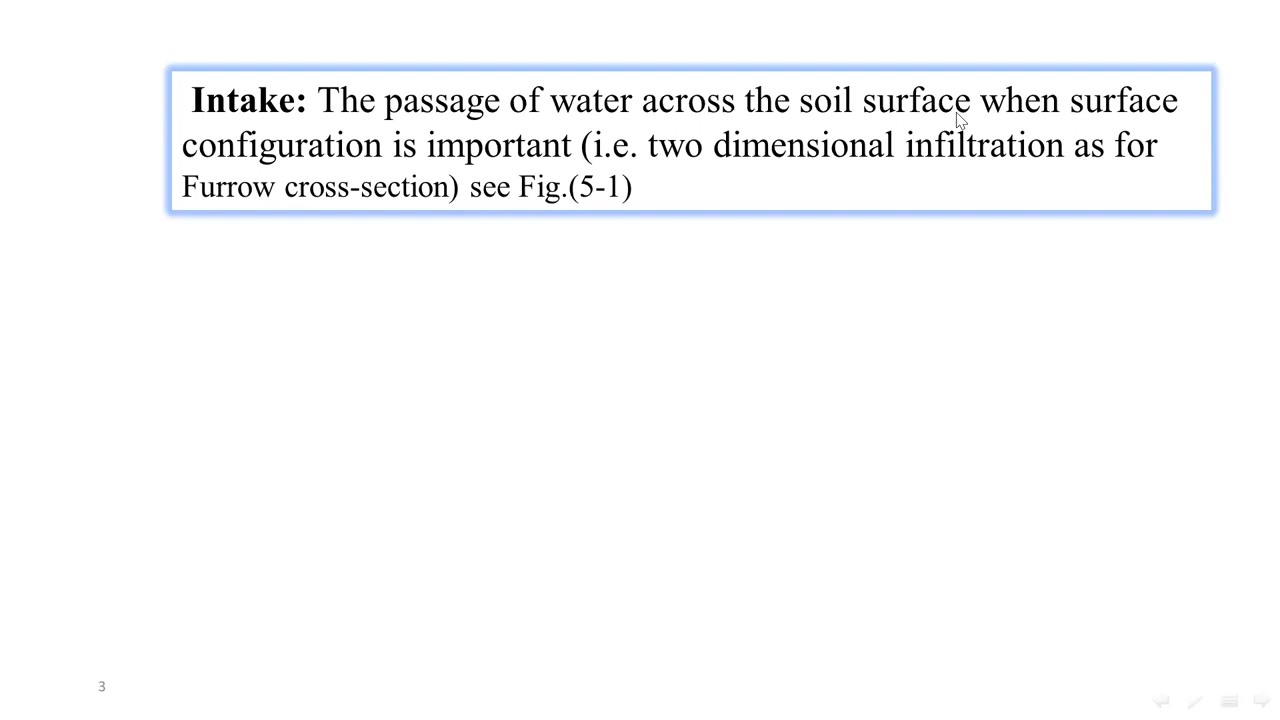 Intake: The passage of water across the soil surface when surface
configuration is important (i.e. two dimensional infiltration as for
Furrow cross-section) see Fig.(5-1)
3